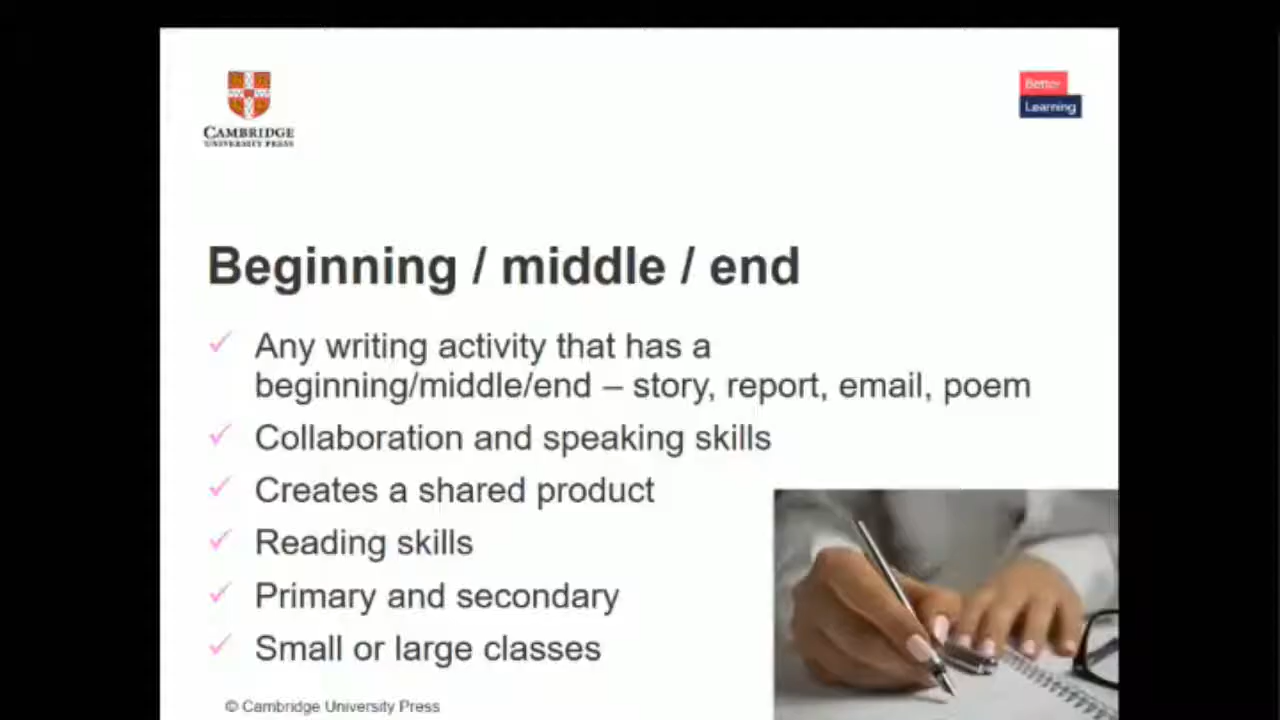 CAMBRIDGE
UNIVERSITY PRESS
Better
Learning
Beginning / middle / end
Any writing activity that has a
beginning/middle/end – story, report, email, poem
Collaboration and speaking skills
Creates a shared product
Reading skills
Primary and secondary
Small or large classes
© Cambridge University Press